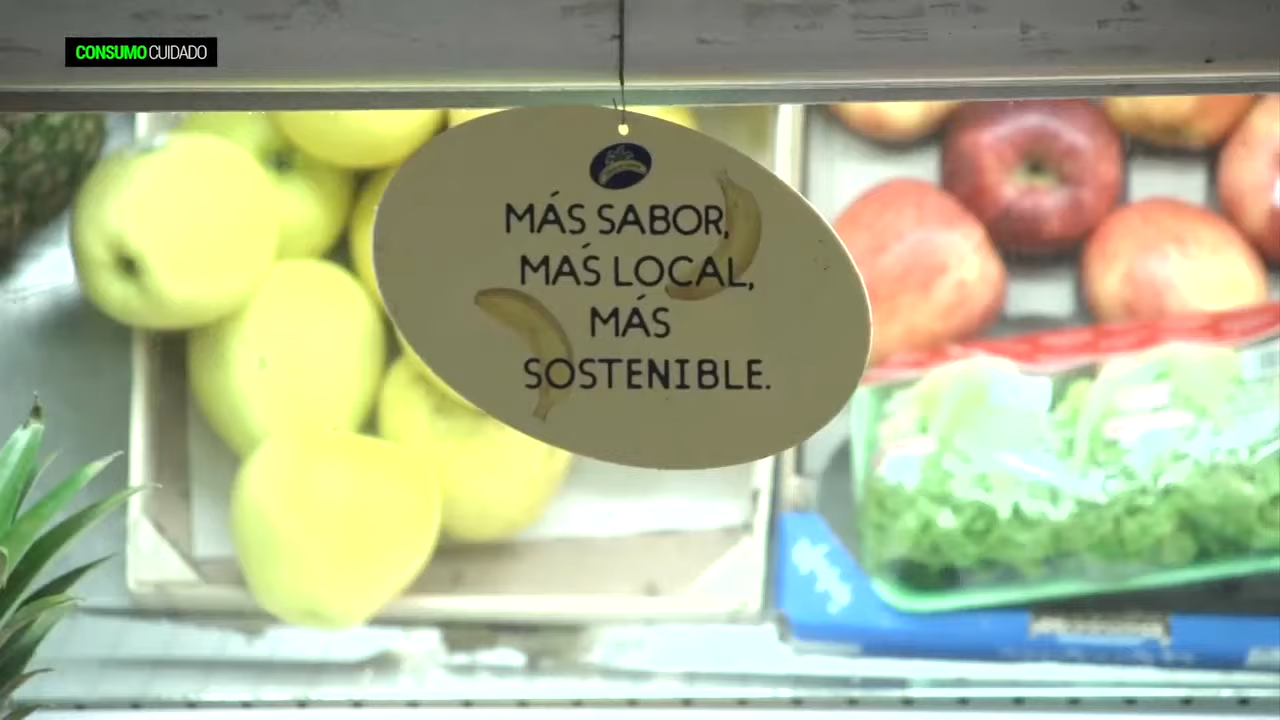 CONSUMO CUIDADO
MÁS SABOR,
MÁS LOCAL,
MÁS
SOSTENIBLE.